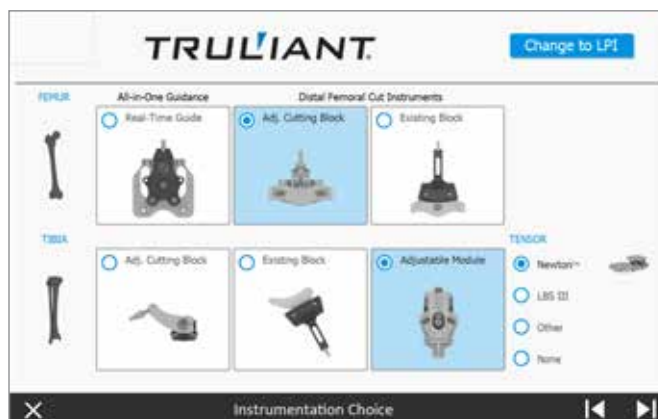 TRULIANT
Change to LPI
FEMUR
All-in-One Guidance
Distal Femoral Cut Instruments
Real-Time Guide
Adj. Cutting Block
Existing Block
TIBIA
Adj. Cutting Block
Existing Block
Adjustable Module
TENSOR
Newton™
LBS III
Other
None
Instrumentation Choice